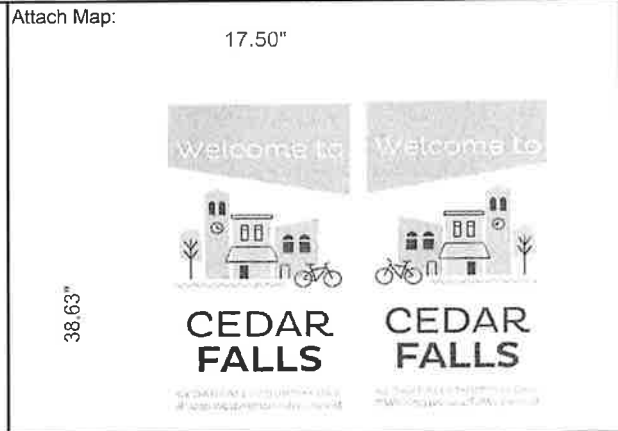 Attach Map:
17.50"
Welcome to
Welcome to
38.63"
CEDAR
FALLS
CEDAR
FALLS